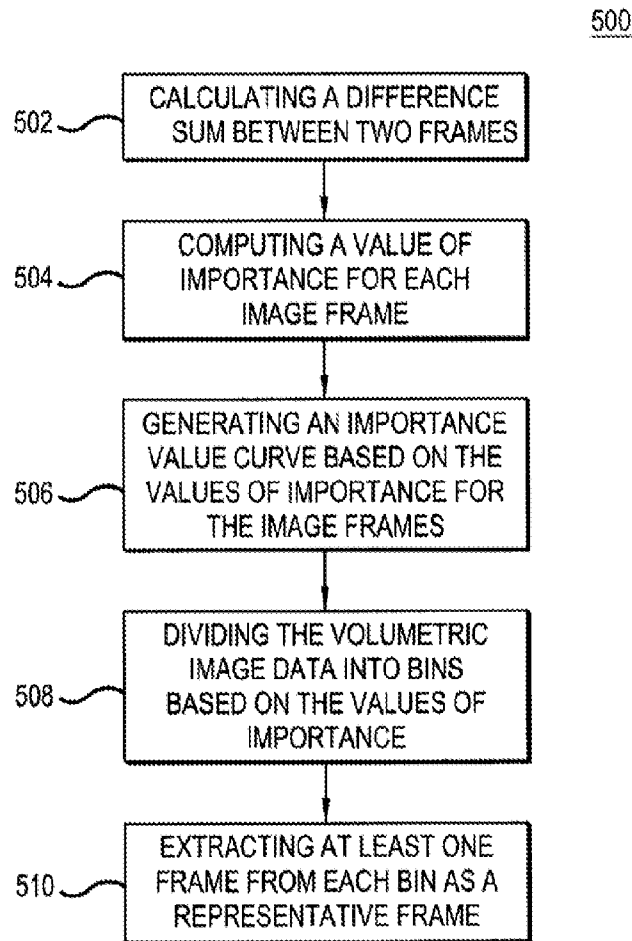 500
502
CALCULATING A DIFFERENCE
SUM BETWEEN TWO FRAMES
504
COMPUTING A VALUE OF
IMPORTANCE FOR EACH
IMAGE FRAME
506
GENERATING AN IMPORTANCE
VALUE CURVE BASED ON THE
VALUES OF IMPORTANCE FOR
THE IMAGE FRAMES
508
DIVIDING THE VOLUMETRIC
IMAGE DATA INTO BINS
BASED ON THE VALUES OF
IMPORTANCE
510
EXTRACTING AT LEAST ONE
FRAME FROM EACH BIN AS A
REPRESENTATIVE FRAME